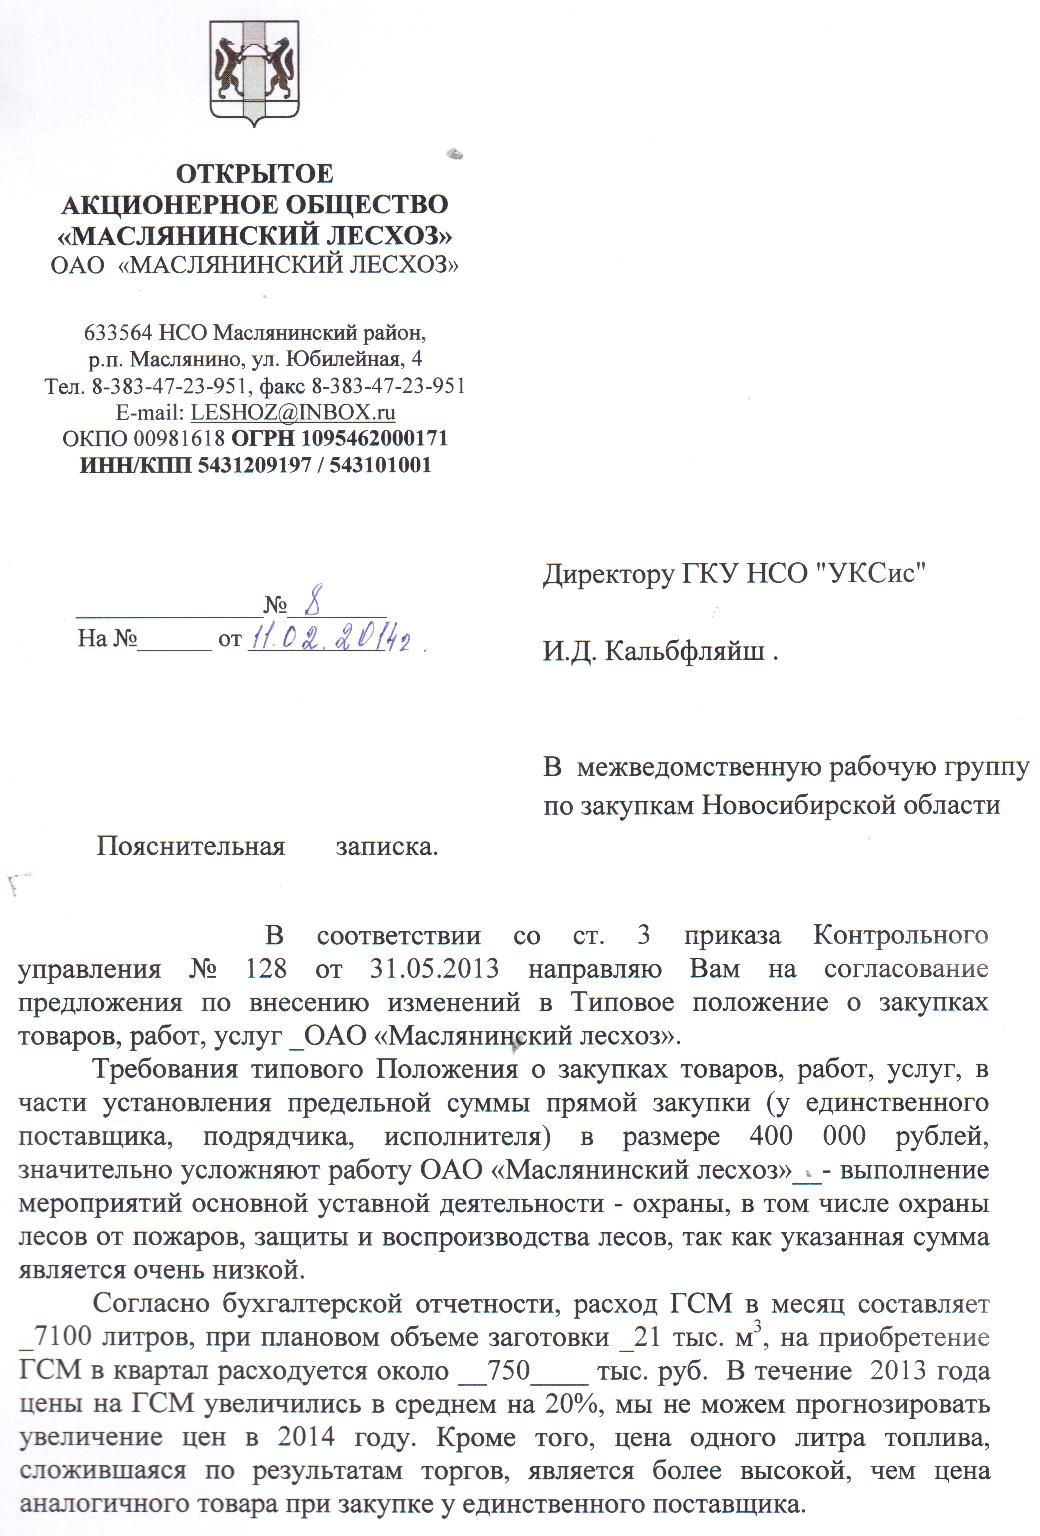 ОТКРЫТОЕ
АКЦИОНЕРНОЕ ОБЩЕСТВО
«МАСЛЯНИНСКИЙ ЛЕСХОЗ»
ОАО «МАСЛЯНИНСКИЙ ЛЕСХОЗ»
633564 НСО Маслянинский район,
р.п. Маслянино, ул. Юбилейная, 4
Тел. 8-383-47-23-951, факс 8-383-47-23-951
E-mail: LESHOZ@INBOX.ru
ОКПО 00981618 ОГРН 1095462000171
ИНН/КПП 5431209197 / 543101001
_______________№ 8
На №______ от 11.02.2014г.
Директору ГКУ НСО "УКСис"
И.Д. Кальбфляйш .
В межведомственную рабочую группу
по закупкам Новосибирской области
Пояснительная записка.
В соответствии со ст. 3 приказа Контрольного
управления № 128 от 31.05.2013 направляю Вам на согласование
предложения по внесению изменений в Типовое положение о закупках
товаров, работ, услуг _ОАО «Маслянинский лесхоз».
Требования типового Положения о закупках товаров, работ, услуг, в
части установления предельной суммы прямой закупки (у единственного
поставщика, подрядчика, исполнителя) в размере 400 000 рублей,
значительно усложняют работу ОАО «Маслянинский лесхоз»__- выполнение
мероприятий основной уставной деятельности - охраны, в том числе охраны
лесов от пожаров, защиты и воспроизводства лесов, так как указанная сумма
является очень низкой.
Согласно бухгалтерской отчетности, расход ГСМ в месяц составляет
_7100 литров, при плановом объеме заготовки _21 тыс. м³, на приобретение
ГСМ в квартал расходуется около __750____ тыс. руб. В течение 2013 года
цены на ГСМ увеличились в среднем на 20%, мы не можем прогнозировать
увеличение цен в 2014 году. Кроме того, цена одного литра топлива,
сложившаяся по результатам торгов, является более высокой, чем цена
аналогичного товара при закупке у единственного поставщика.